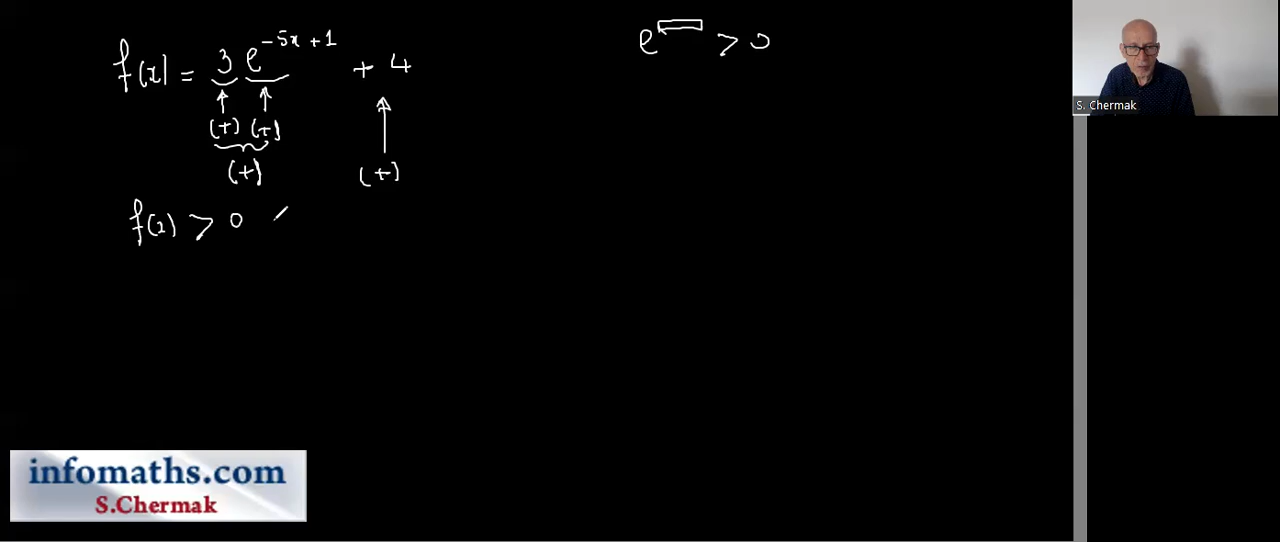 f(x) = 3 e^{-5x + 1} + 4
(+) (+)
(+) (+)
f(x) > 0
e^□ > 0
S. Chermak
infomaths.com
S.Chermak